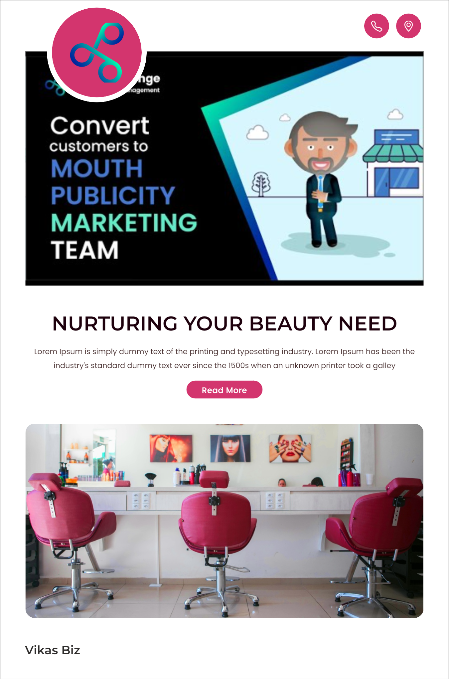 Convert
customers to
MOUTH
PUBLICITY
MARKETING
TEAM
NURTURING YOUR BEAUTY NEED
Lorem Ipsum is simply dummy text of the printing and typesetting industry. Lorem Ipsum has been the
industry's standard dummy text ever since the 1500s when an unknown printer took a galley
Read More
Vikas Biz